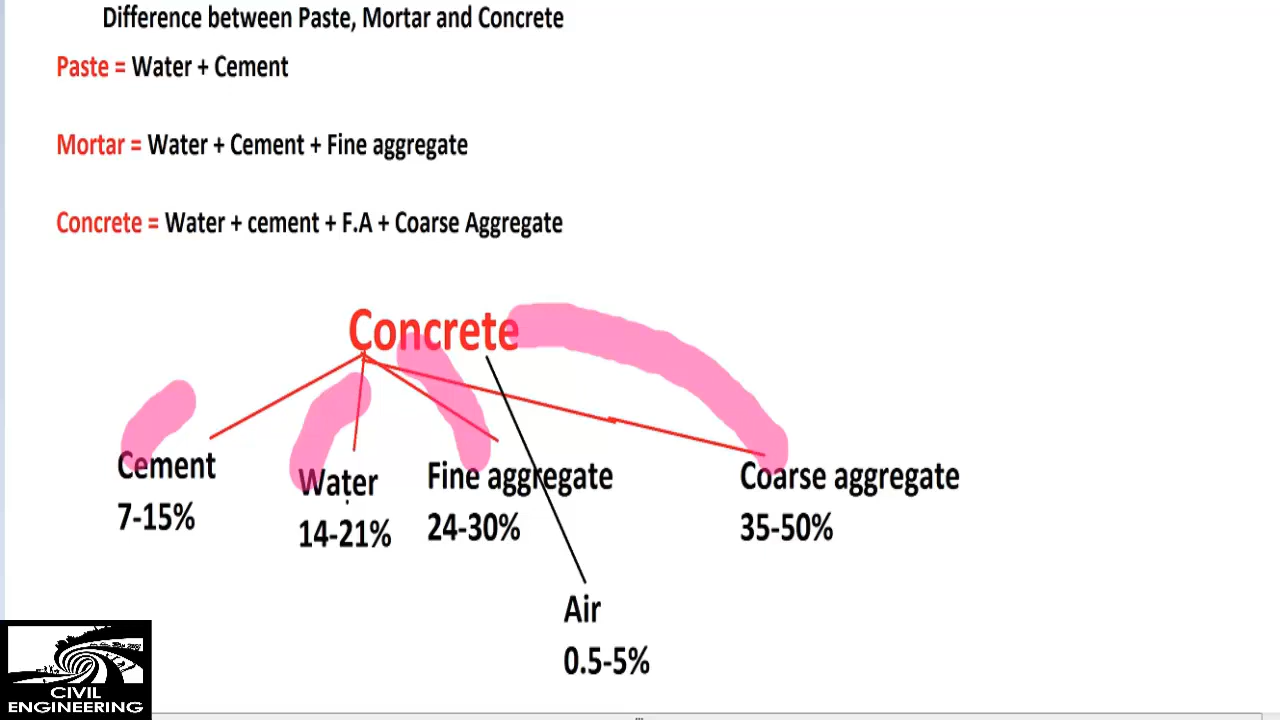 Difference between Paste, Mortar and Concrete
Paste = Water + Cement
Mortar = Water + Cement + Fine aggregate
Concrete = Water + cement + F.A + Coarse Aggregate
Concrete
Cement
7-15%
Water
14-21%
Fine aggregate
24-30%
Coarse aggregate
35-50%
Air
0.5-5%
CIVIL
ENGINEERING